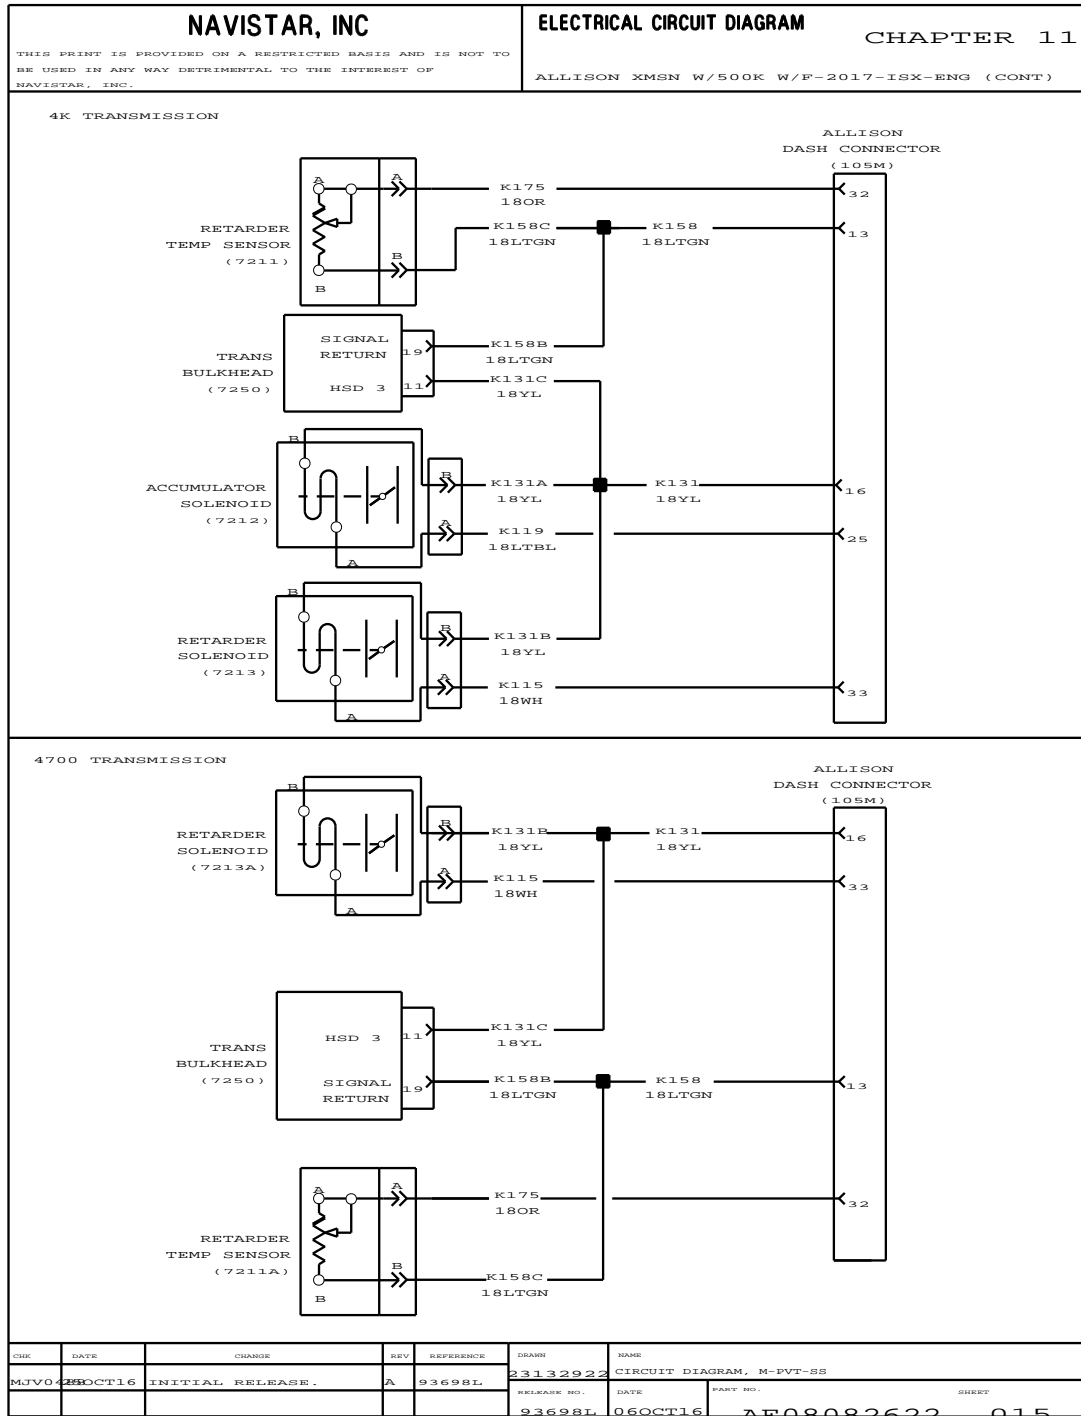 NAVISTAR, INC
THIS PRINT IS PROVIDED ON A RESTRICTED BASIS AND IS NOT TO
BE USED IN ANY WAY DETRIMENTAL TO THE INTEREST OF
NAVISTAR, INC.
ELECTRICAL CIRCUIT DIAGRAM
CHAPTER 11
ALLISON XMSN W/500K W/F-2017-ISX-ENG (CONT)
4K TRANSMISSION
ALLISON
DASH CONNECTOR
(105M)
A
A
K175
18OR
32
RETARDER
TEMP SENSOR
(7211)
K158C
18LTGN
K158
18LTGN
13
B
B
TRANS
BULKHEAD
(7250)
SIGNAL
RETURN
19
K158B
18LTGN
HSD 3
11
K131C
18YL
B
ACCUMULATOR
SOLENOID
(7212)
B
K131A
18YL
K131
18YL
16
A
K119
18LTBL
25
A
B
RETARDER
SOLENOID
(7213)
B
K131B
18YL
A
K115
18WH
33
A
4700 TRANSMISSION
ALLISON
DASH CONNECTOR
(105M)
B
RETARDER
SOLENOID
(7213A)
B
K131B
18YL
K131
18YL
16
A
K115
18WH
33
A
TRANS
BULKHEAD
(7250)
HSD 3
11
K131C
18YL
SIGNAL
RETURN
19
K158B
18LTGN
K158
18LTGN
13
A
A
K175
18OR
32
RETARDER
TEMP SENSOR
(7211A)
B
K158C
18LTGN
B
CHK DATE CHANGE REV REFERENCE
INITIAL RELEASE. A 93698L
DRAWN
23132922
NAME
CIRCUIT DIAGRAM, M-PVT-SS
RELEASE NO.
93698L
DATE
06OCT16
PART NO.
AF08082622
SHEET
015